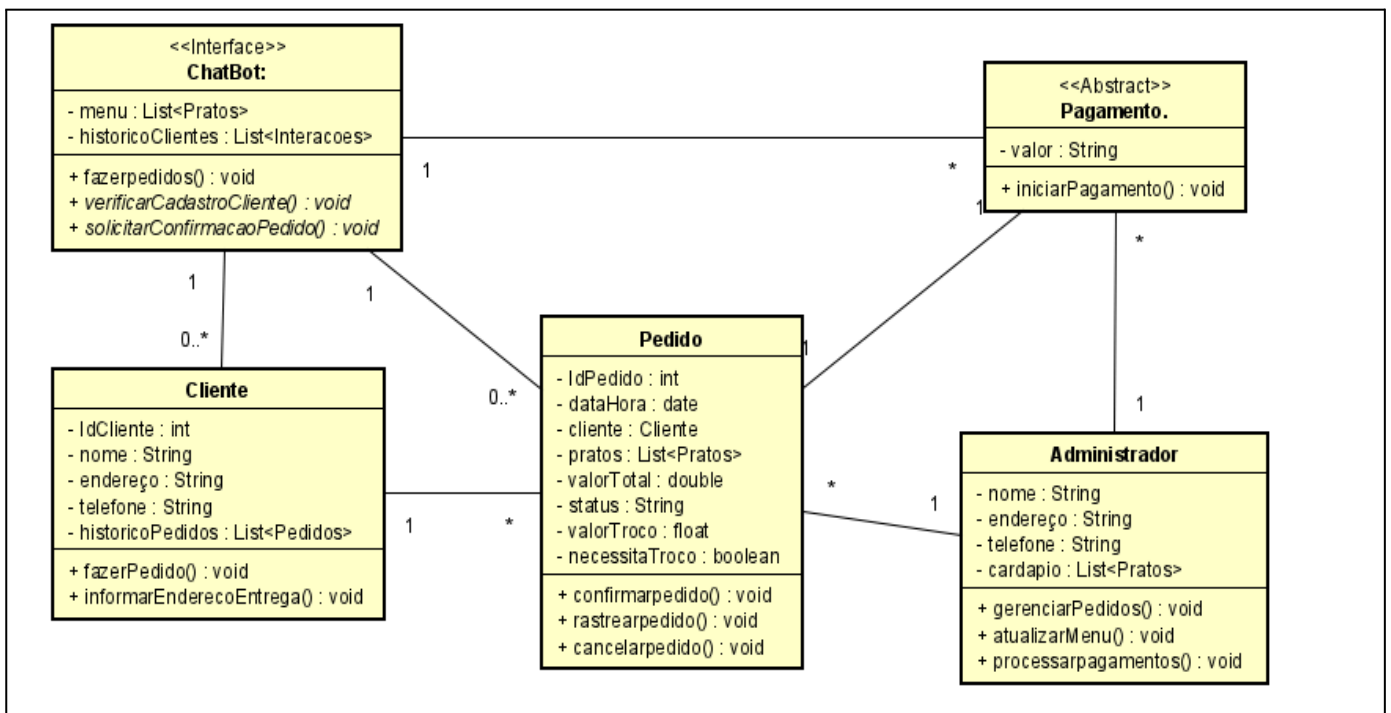 <<Interface>>
ChatBot:
- menu : List<Pratos>
- historicoClientes : List<Interacoes>
+ fazerpedidos() : void
+ verificarCadastroCliente() : void
+ solicitarConfirmacaoPedido() : void
<<Abstract>>
Pagamento.
- valor : String
+ iniciarPagamento() : void
1
*
1
*
1
1
0..*
0..*
1
1
Cliente
- IdCliente : int
- nome : String
- endereço : String
- telefone : String
- historicoPedidos : List<Pedidos>
+ fazerPedido() : void
+ informarEnderecoEntrega() : void
1
*
Pedido
- IdPedido : int
- dataHora : date
- cliente : Cliente
- pratos : List<Pratos>
- valorTotal : double
- status : String
- valorTroco : float
- necessitaTroco : boolean
+ confirmarpedido() : void
+ rastrearpedido() : void
+ cancelarpedido() : void
*
1
Administrador
- nome : String
- endereço : String
- telefone : String
- cardapio : List<Pratos>
+ gerenciarPedidos() : void
+ atualizarMenu() : void
+ processarpagamentos() : void